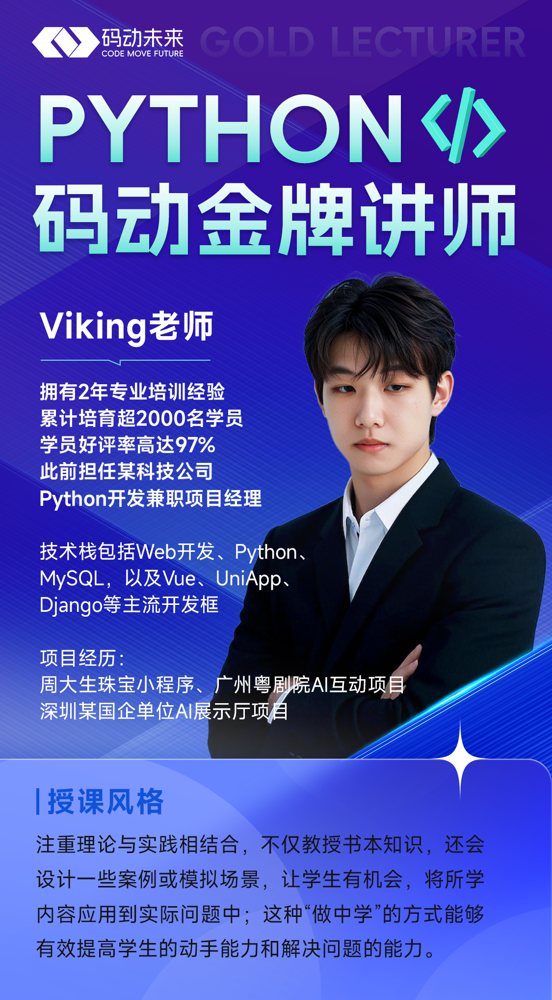 码动未来
CODE MOVE FUTURE
GOLD LECTURER
PYTHON </>
码动金牌讲师
Viking老师
拥有2年专业培训经验
累计培育超2000名学员
学员好评率高达97%
此前担任某科技公司
Python开发兼职项目经理
技术栈包括Web开发、Python、
MySQL，以及Vue、UniApp、
Django等主流开发框
项目经历：
周大生珠宝小程序、广州粤剧院AI互动项目
深圳某国企单位AI展示厅项目
授课风格
注重理论与实践相结合，不仅教授书本知识，还会
设计一些案例或模拟场景，让学生有机会，将所学
内容应用到实际问题中；这种“做中学”的方式能够
有效提高学生的动手能力和解决问题的能力。